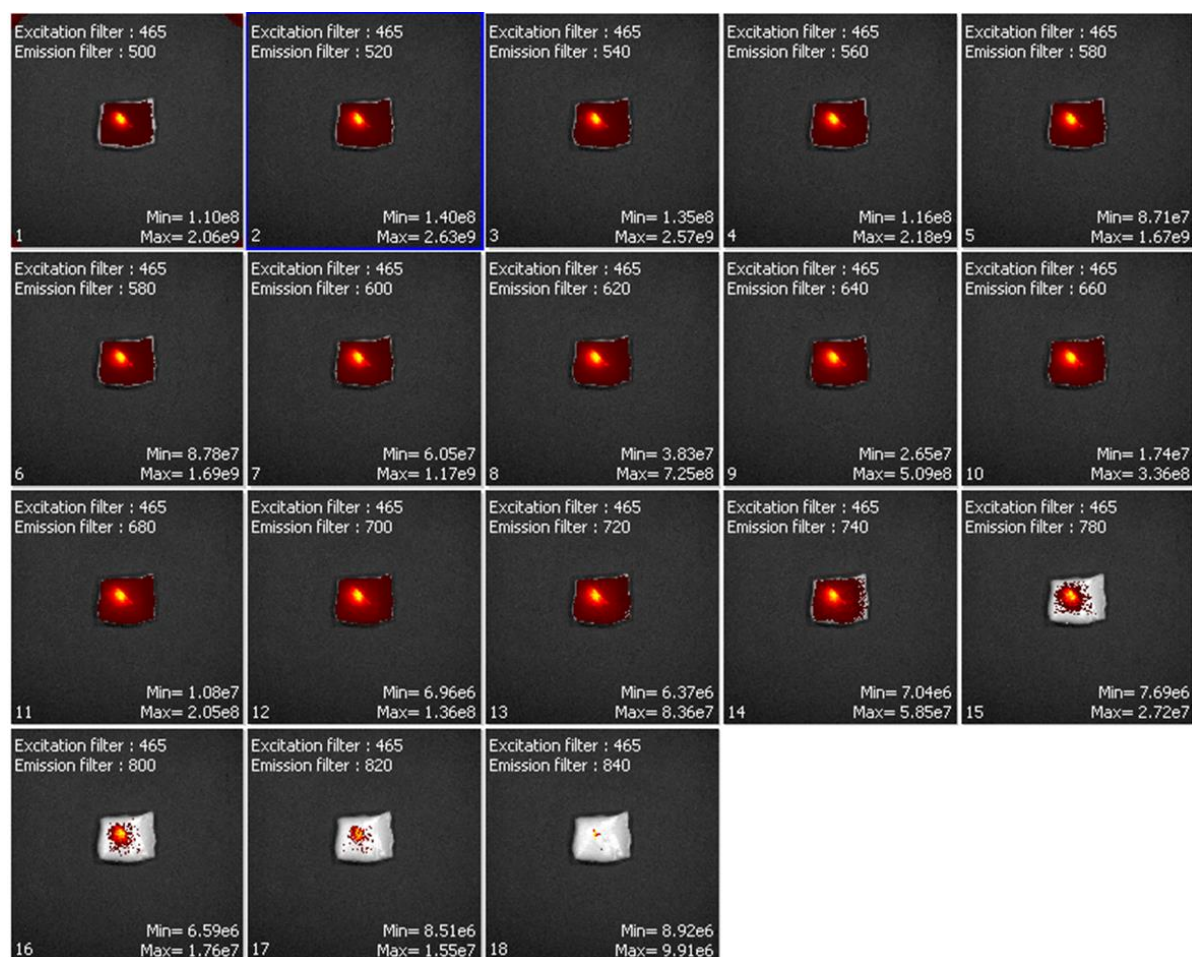 Excitation filter : 465
Emission filter : 500
Min= 1.10e8
1 Max= 2.06e9
Excitation filter : 465
Emission filter : 520
Min= 1.40e8
2 Max= 2.63e9
Excitation filter : 465
Emission filter : 540
Min= 1.35e8
3 Max= 2.57e9
Excitation filter : 465
Emission filter : 560
Min= 1.16e8
4 Max= 2.18e9
Excitation filter : 465
Emission filter : 580
Min= 8.71e7
5 Max= 1.67e9
Excitation filter : 465
Emission filter : 580
Min= 8.78e7
6 Max= 1.69e9
Excitation filter : 465
Emission filter : 600
Min= 6.05e7
7 Max= 1.17e9
Excitation filter : 465
Emission filter : 620
Min= 3.83e7
8 Max= 7.25e8
Excitation filter : 465
Emission filter : 640
Min= 2.65e7
9 Max= 5.09e8
Excitation filter : 465
Emission filter : 660
Min= 1.74e7
10 Max= 3.36e8
Excitation filter : 465
Emission filter : 680
Min= 1.08e7
11 Max= 2.05e8
Excitation filter : 465
Emission filter : 700
Min= 6.96e6
12 Max= 1.36e8
Excitation filter : 465
Emission filter : 720
Min= 6.37e6
13 Max= 8.36e7
Excitation filter : 465
Emission filter : 740
Min= 7.04e6
14 Max= 5.85e7
Excitation filter : 465
Emission filter : 780
Min= 7.69e6
15 Max= 2.72e7
Excitation filter : 465
Emission filter : 800
Min= 6.59e6
16 Max= 1.76e7
Excitation filter : 465
Emission filter : 820
Min= 8.51e6
17 Max= 1.55e7
Excitation filter : 465
Emission filter : 840
Min= 8.92e6
18 Max= 9.91e6